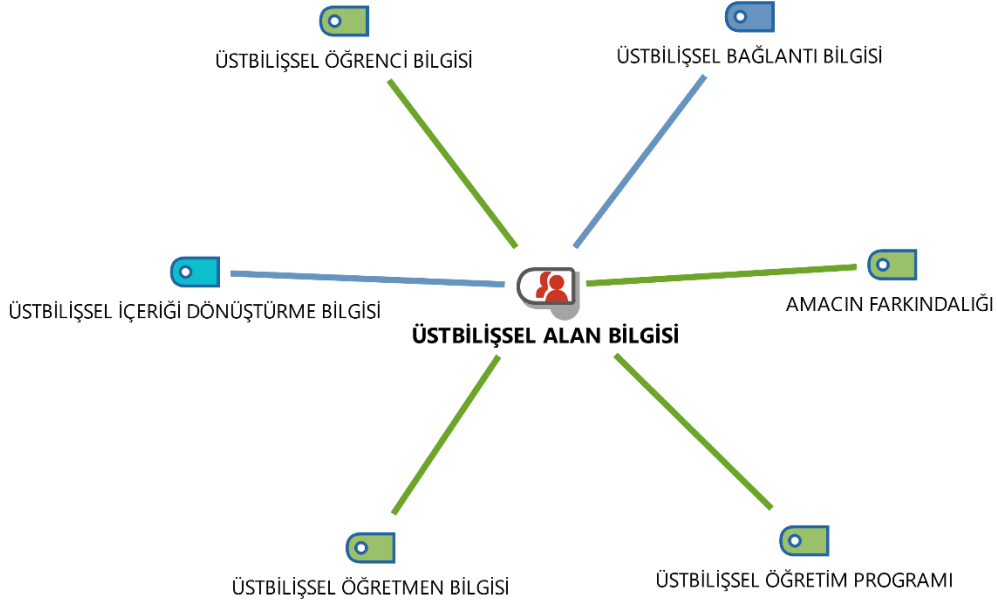 ÜSTBİLİŞSEL ÖĞRENCİ BİLGİSİ
ÜSTBİLİŞSEL BAĞLANTI BİLGİSİ
ÜSTBİLİŞSEL İÇERİĞİ DÖNÜŞTÜRME BİLGİSİ
AMACIN FARKINDALIĞI
ÜSTBİLİŞSEL ALAN BİLGİSİ
ÜSTBİLİŞSEL ÖĞRETMEN BİLGİSİ
ÜSTBİLİŞSEL ÖĞRETİM PROGRAMI